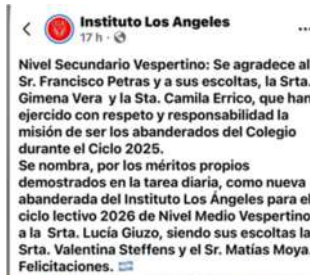 Instituto Los Angeles
17 h ·
Nivel Secundario Vespertino: Se agradece al
Sr. Francisco Petras y a sus escoltas, la Srta.
Gimena Vera y la Sta. Camila Errico, que han
ejercido con respeto y responsabilidad la
misión de ser los abanderados del Colegio
durante el Ciclo 2025.
Se nombra, por los méritos propios
demostrados en la tarea diaria, como nueva
abanderada del Instituto Los Ángeles para el
ciclo lectivo 2026 de Nivel Medio Vespertino
a la Srta. Lucía Giuzo, siendo sus escoltas la
Srta. Valentina Steffens y el Sr. Matías Moya.
Felicitaciones.